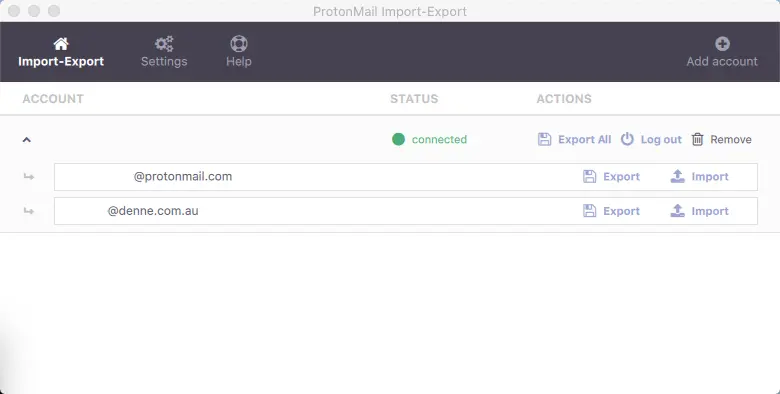 ProtonMail Import-Export
Import-Export Settings Help Add account
ACCOUNT STATUS ACTIONS
connected Export All Log out Remove
@protonmail.com Export Import
@denne.com.au Export Import